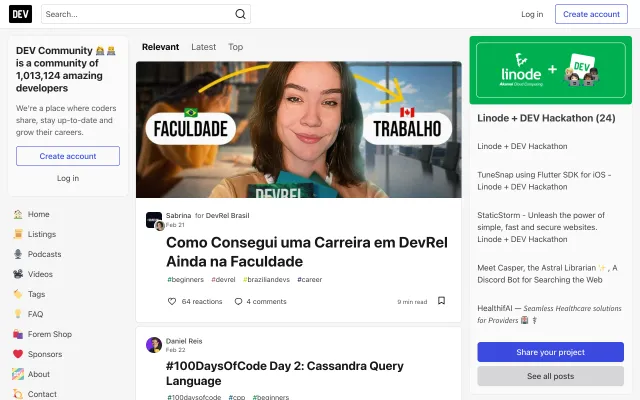 DEV
Search...
Log in
Create account
DEV Community
is a community of
1,013,124 amazing
developers
We're a place where coders
share, stay up-to-date and
grow their careers.
Create account
Log in
Home
Listings
Podcasts
Videos
Tags
FAQ
Forem Shop
Sponsors
About
Contact
Relevant
Latest
Top
FACULDADE
TRABALHO
DEVREL
Sabrina for DevRel Brasil
Feb 21
Como Consegui uma Carreira em DevRel
Ainda na Faculdade
#beginners #devrel #braziliandevs #career
64 reactions
4 comments
9 min read
Daniel Reis
Feb 22
#100DaysOfCode Day 2: Cassandra Query
Language
#100daysofcode #cpp #beginners
linode + DEV
Linode + DEV Hackathon (24)
Linode + DEV Hackathon
TuneSnap using Flutter SDK for iOS -
Linode + DEV Hackathon
StaticStorm - Unleash the power of
simple, fast and secure websites.
Linode + DEV Hackathon
Meet Casper, the Astral Librarian ✨ , A
Discord Bot for Searching the Web
HealthifAI — Seamless Healthcare solutions
for Providers
Share your project
See all posts